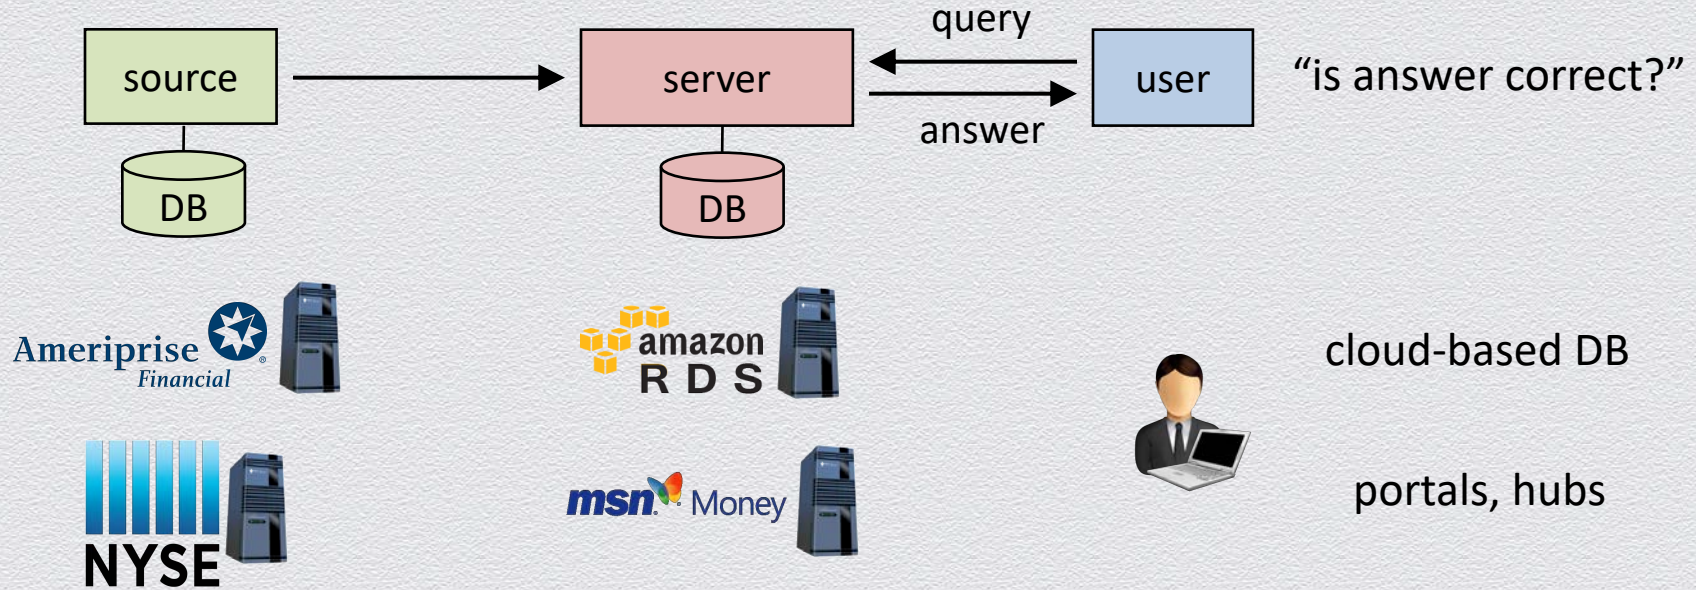 query
source
server
user
“is answer correct?”
answer
DB
DB
Ameriprise
Financial
amazon
RDS
cloud-based DB
msn Money
portals, hubs
NYSE